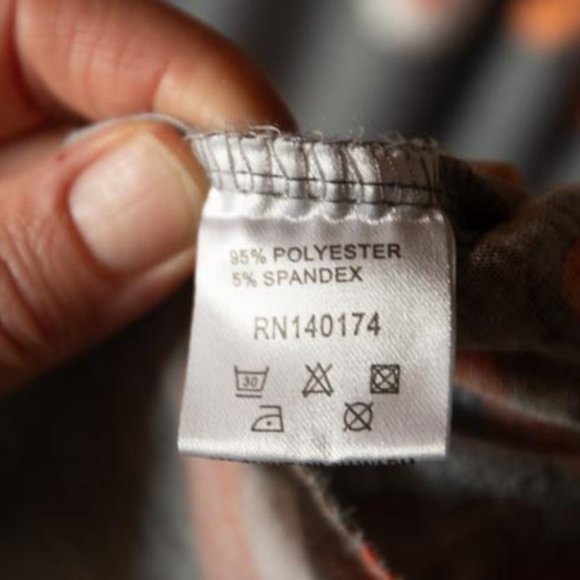 95% POLYESTER
5% SPANDEX
RN140174
30